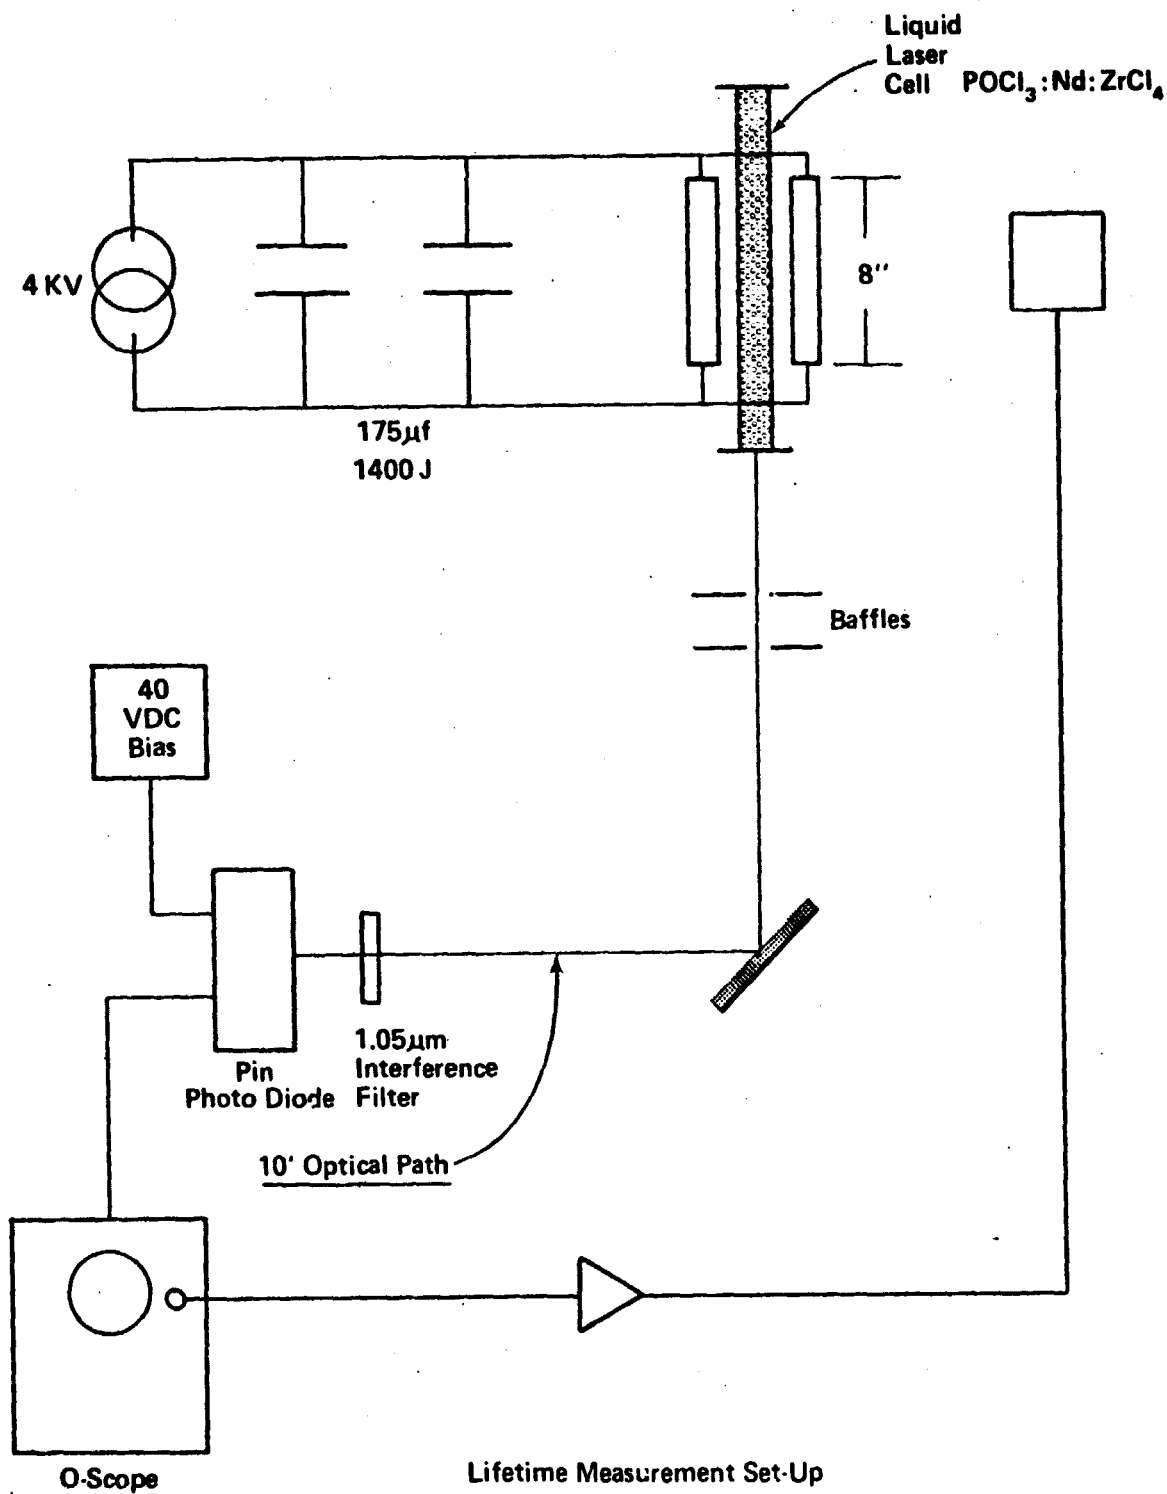 Liquid
Laser
Cell POCl₃:Nd:ZrCl₄
4 KV
8"
175µf
1400 J
Baffles
40
VDC
Bias
1.05µm
Interference
Filter
Pin
Photo Diode
10' Optical Path
O-Scope
Lifetime Measurement Set-Up